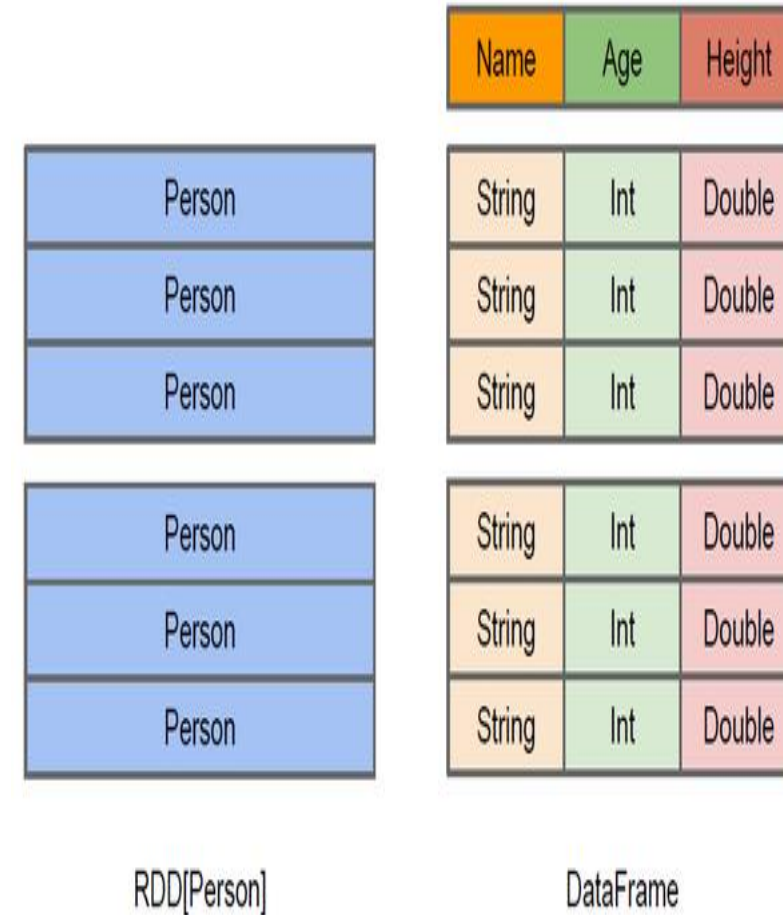 Name Age Height
Person String Int Double
Person String Int Double
Person String Int Double
Person String Int Double
Person String Int Double
Person String Int Double
RDD[Person] DataFrame